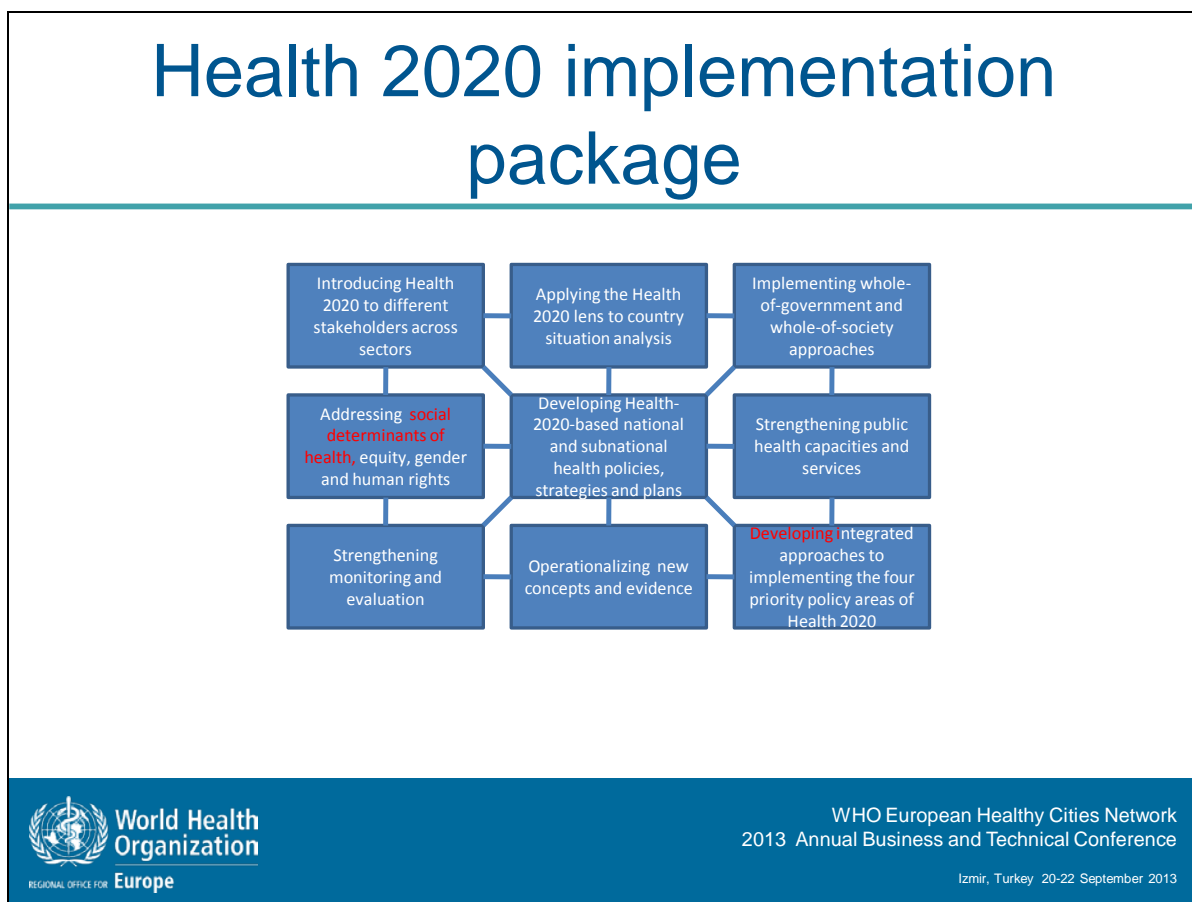 Health 2020 implementation
package
Introducing Health
2020 to different
stakeholders across
sectors
Applying the Health
2020 lens to country
situation analysis
Implementing whole-
of-government and
whole-of-society
approaches
Addressing social
determinants of
health, equity, gender
and human rights
Developing Health-
2020-based national
and subnational
health policies,
strategies and plans
Strengthening public
health capacities and
services
Strengthening
monitoring and
evaluation
Operationalizing new
concepts and evidence
Developing integrated
approaches to
implementing the four
priority policy areas of
Health 2020
World Health
Organization
REGIONAL OFFICE FOR Europe
WHO European Healthy Cities Network
2013 Annual Business and Technical Conference
Izmir, Turkey 20-22 September 2013